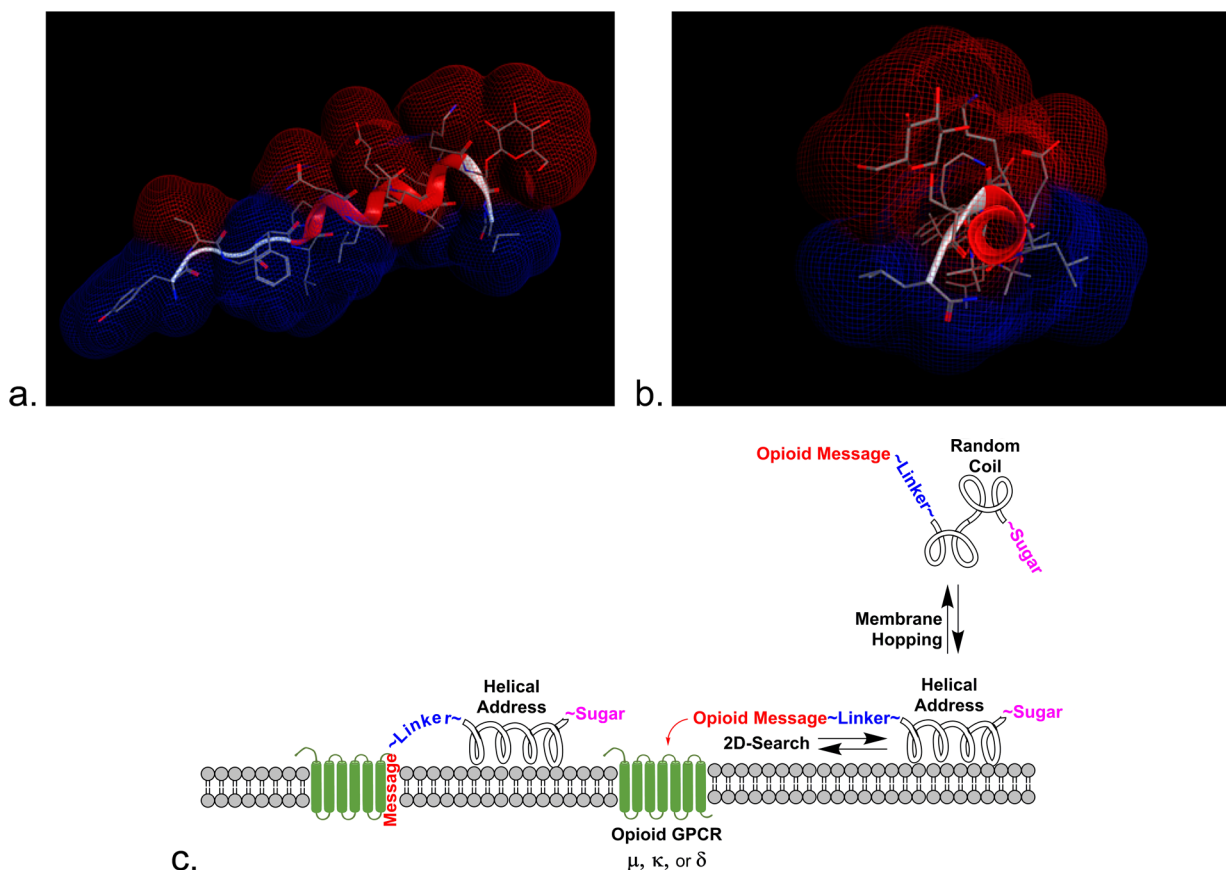 a.
b.
Opioid Message
~Linker~
Random
Coil
~Sugar
Membrane
Hopping
Helical
Address
~Sugar
~Linker~
Message
Opioid Message~Linker~
2D-Search
Helical
Address
~Sugar
Opioid GPCR
μ, κ, or δ
c.